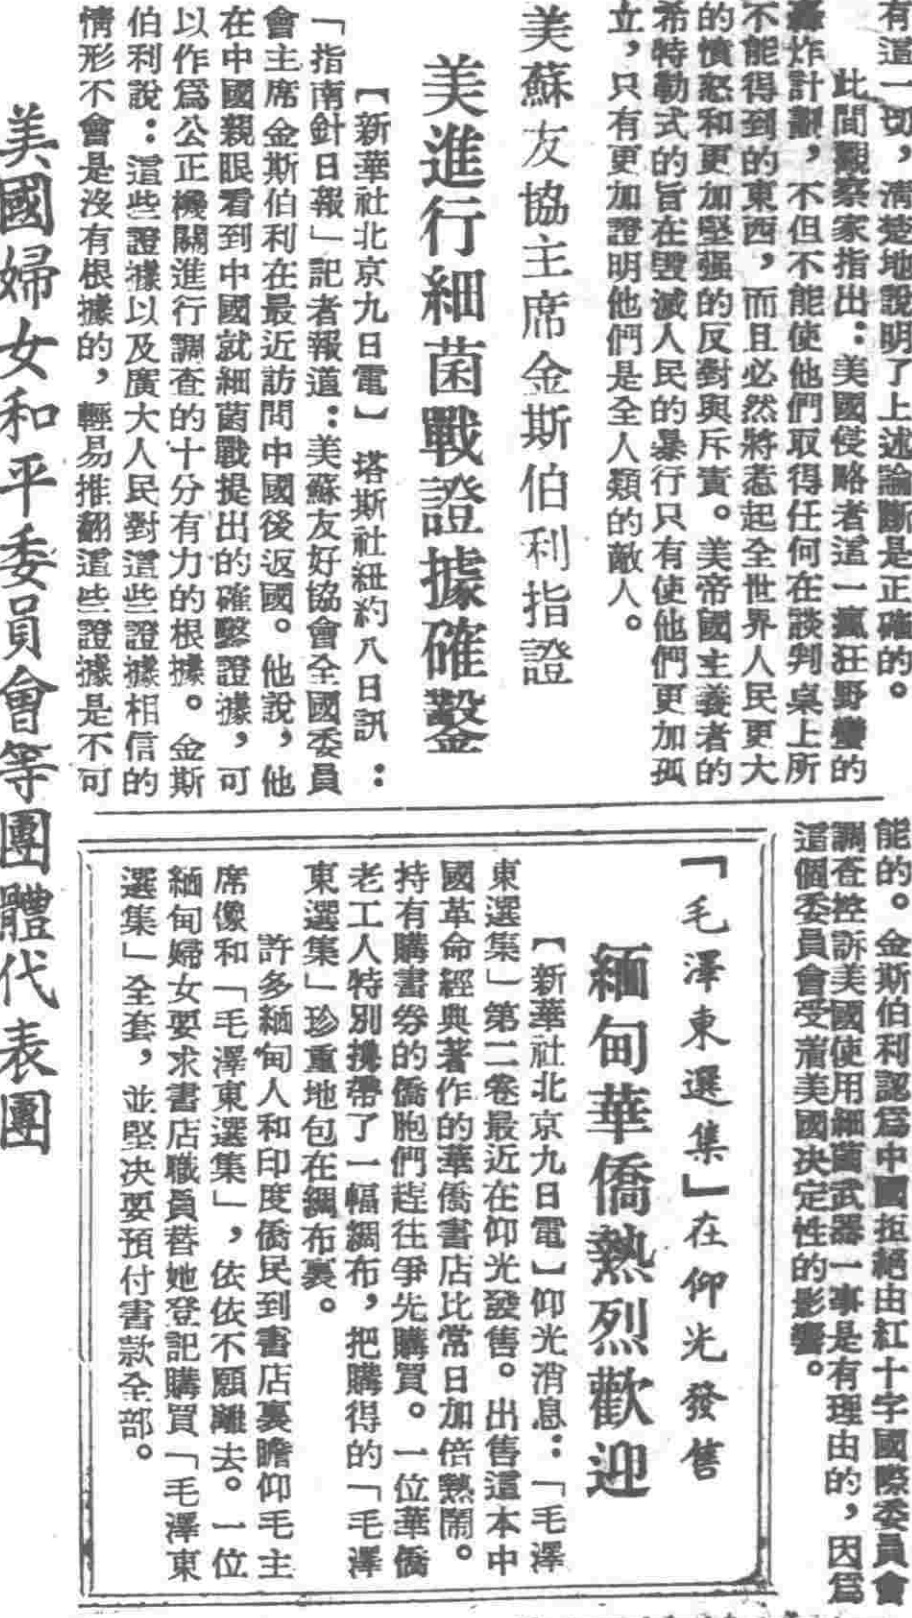 有這一切，清楚地說明了上述論斷是正確的。
此間觀察家指出：美國侵略者這一瘋狂野蠻的
轟炸計劃，不但不能使他們取得任何在談判桌上所
不能得到的東西，而且必然將惹起全世界人民更大
的憤怒和更加堅强的反對與斥責。美帝國主義者的
希特勒式的旨在毀滅人民的暴行只有使他們更加孤
立，只有更加證明他們是全人類的敵人。
美蘇友協主席金斯伯利指證
美進行細菌戰證據確鑿
【新華社北京九日電】塔斯社紐約八日訊：
「指南針日報」記者報道：美蘇友好協會全國委員
會主席金斯伯利在最近訪問中國後返國。他說，他
在中國親眼看到中國就細菌戰提出的確鑿證據，可
以作爲公正機關進行調查的十分有力的根據。金斯
伯利說：這些證據以及廣大人民對這些證據相信的
情形不會是沒有根據的，輕易推翻這些證據是不可
能的。金斯伯利認爲中國拒絕由紅十字國際委員會
調查控訴美國使用細菌武器一事是有理由的，因爲
這個委員會受着美國決定性的影響。
「毛澤東選集」在仰光發售
緬甸華僑熱烈歡迎
【新華社北京九日電】仰光消息：「毛澤
東選集」第二卷最近在仰光發售。出售這本中
國革命經典著作的華僑書店比常日加倍熱鬧。
持有購書券的僑胞們趕往爭先購買。一位華僑
老工人特別携帶了一幅綢布，把購得的「毛澤
東選集」珍重地包在綢布裏。
許多緬甸人和印度僑民到書店裏瞻仰毛主
席像和「毛澤東選集」，依依不願離去。一位
緬甸婦女要求書店職員替她登記購買「毛澤東
選集」全套，並堅决要預付書款全部。
美國婦女和平委員會等團體代表團